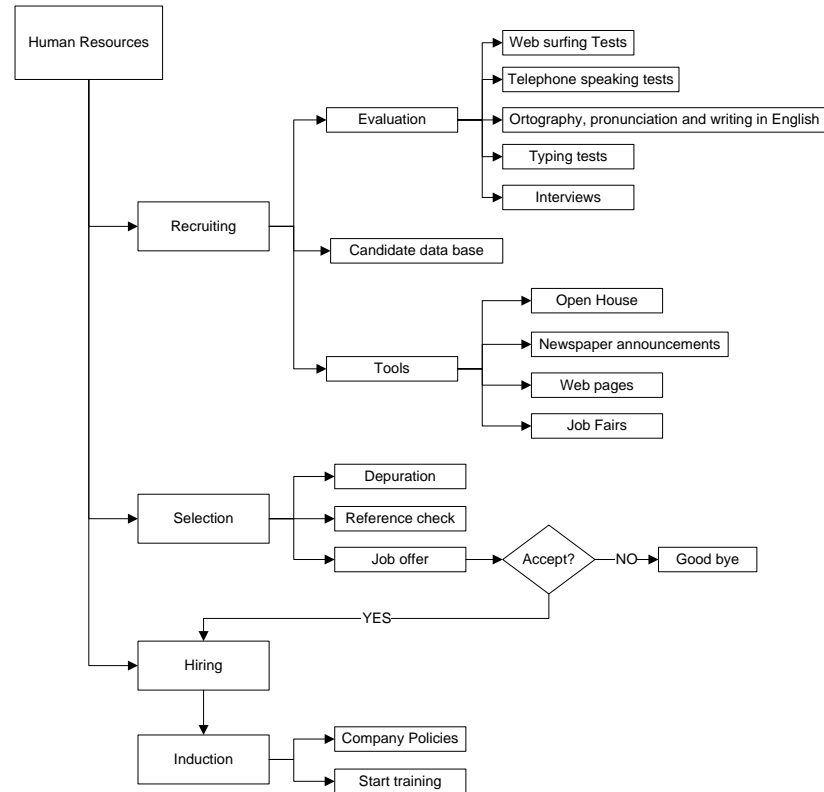 Human Resources
Web surfing Tests
Telephone speaking tests
Evaluation
Ortography, pronunciation and writing in English
Typing tests
Interviews
Recruiting
Candidate data base
Open House
Newspaper announcements
Tools
Web pages
Job Fairs
Depuration
Selection
Reference check
Job offer
Accept?
NO
Good bye
YES
Hiring
Company Policies
Induction
Start training